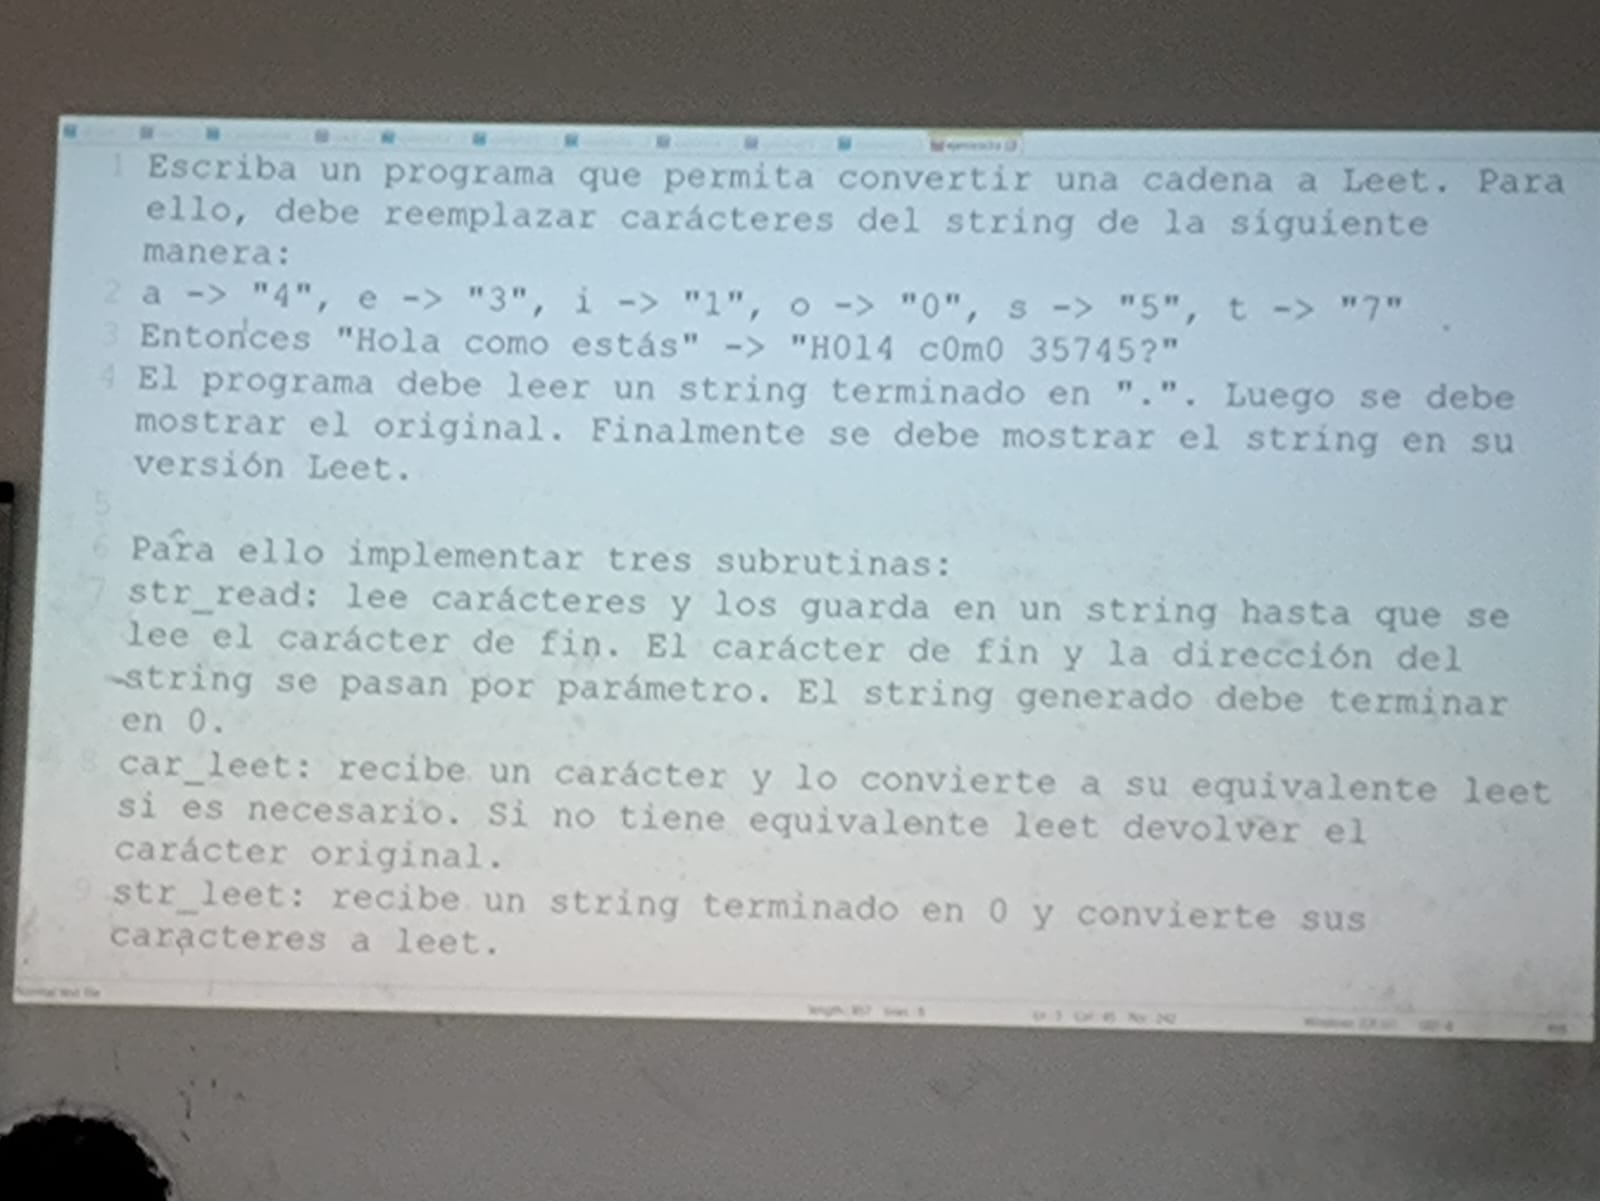 1 Escriba un programa que permita convertir una cadena a Leet. Para
ello, debe reemplazar carácteres del string de la siguiente
manera:
2 a -> "4", e -> "3", i -> "1", o -> "0", s -> "5", t -> "7"
3 Entonces "Hola como estás" -> "H0l4 c0m0 35745?"
4 El programa debe leer un string terminado en ".". Luego se debe
mostrar el original. Finalmente se debe mostrar el string en su
versión Leet.
5
6 Para ello implementar tres subrutinas:
7 str_read: lee carácteres y los guarda en un string hasta que se
lee el carácter de fin. El carácter de fin y la dirección del
string se pasan por parámetro. El string generado debe terminar
en 0.
8 car_leet: recibe un carácter y lo convierte a su equivalente leet
si es necesario. Si no tiene equivalente leet devolver el
carácter original.
9 str_leet: recibe un string terminado en 0 y convierte sus
caracteres a leet.
Normal text file